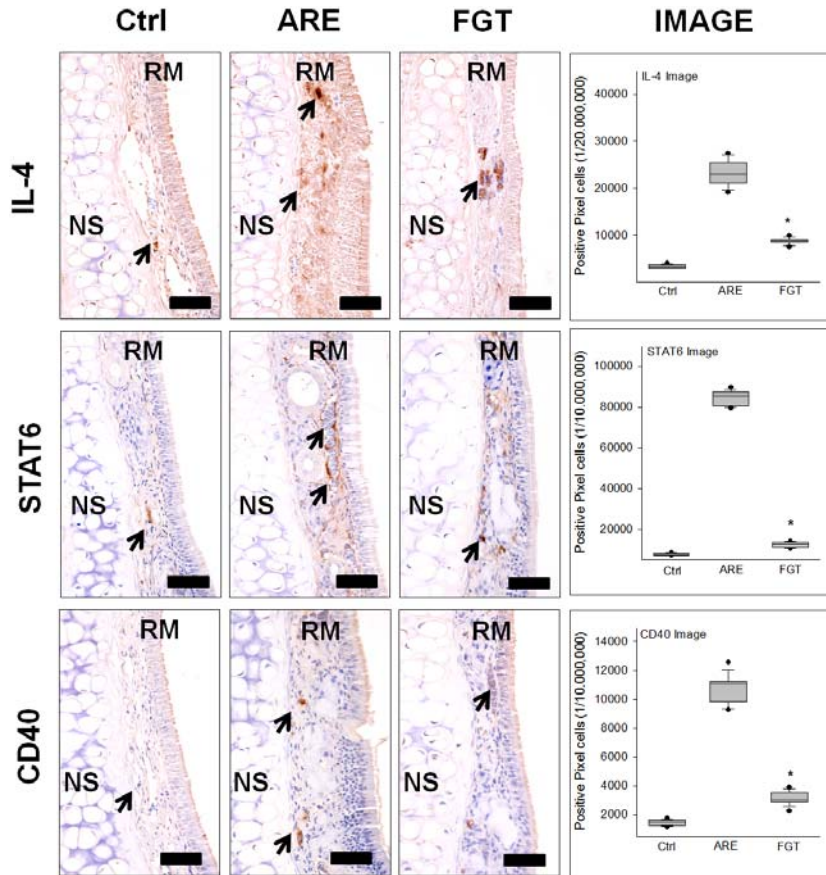 Ctrl ARE FGT IMAGE
IL-4
RM RM RM
NS NS NS
IL-4 Image
Positive Pixel cells (1/20.000,000)
40000
30000
20000
10000
*
Ctrl ARE FGT
STAT6
RM RM RM
NS NS NS
STAT6 Image
Positive Pixel cells (1/10,000,000)
100000
80000
60000
40000
20000
*
Ctrl ARE FGT
CD40
RM RM RM
NS NS NS
CD40 Image
Positive Pixel cells (1/10,000,000)
14000
12000
10000
8000
6000
4000
2000
*
Ctrl ARE FGT